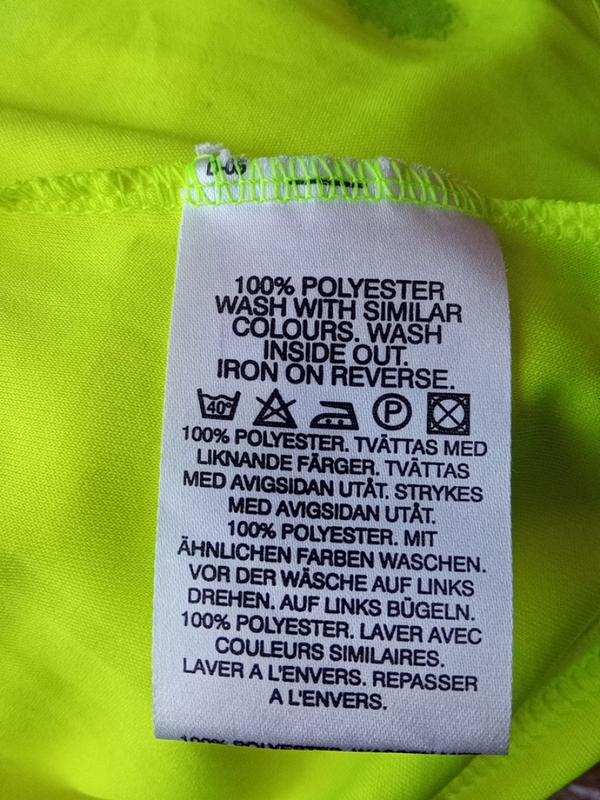 100% POLYESTER
WASH WITH SIMILAR
COLOURS. WASH
INSIDE OUT.
IRON ON REVERSE.
40° P
100% POLYESTER. TVÄTTAS MED
LIKNANDE FÄRGER. TVÄTTAS
MED AVIGSIDAN UTÅT. STRYKES
MED AVIGSIDAN UTÅT.
100% POLYESTER. MIT
ÄHNLICHEN FARBEN WASCHEN.
VOR DER WÄSCHE AUF LINKS
DREHEN. AUF LINKS BÜGELN.
100% POLYESTER. LAVER AVEC
COULEURS SIMILAIRES.
LAVER A L'ENVERS. REPASSER
A L'ENVERS.
100% POLYESTER.